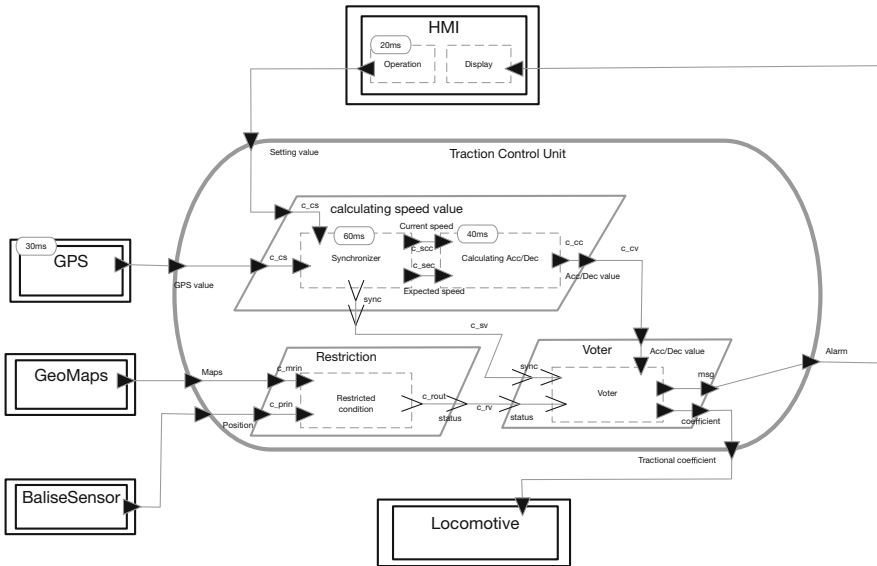 HMI
20ms
Operation
Display
Setting value
Traction Control Unit
c_cs
calculating speed value
Current speed
60ms
40ms
c_cc
c_cv
30ms
GPS
GPS value
c_cs
Synchronizer
c_scc
c_sec
Calculating Acc/Dec
Acc/Dec value
Expected speed
sync
c_sv
GeoMaps
Maps
c_mrin
Restriction
Voter
Acc/Dec value
Alarm
sync
Restricted
condition
Voter
msg
c_prin
c_rout
c_rv
Position
status
status
coefficient
Tractional coefficient
BaliseSensor
Locomotive